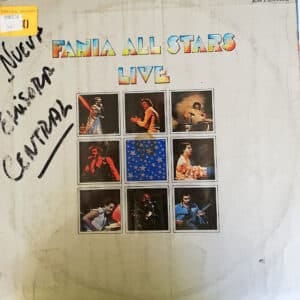 FANIA ALL STARS
LIVE
NUEVA
EMISORA
CENTRAL